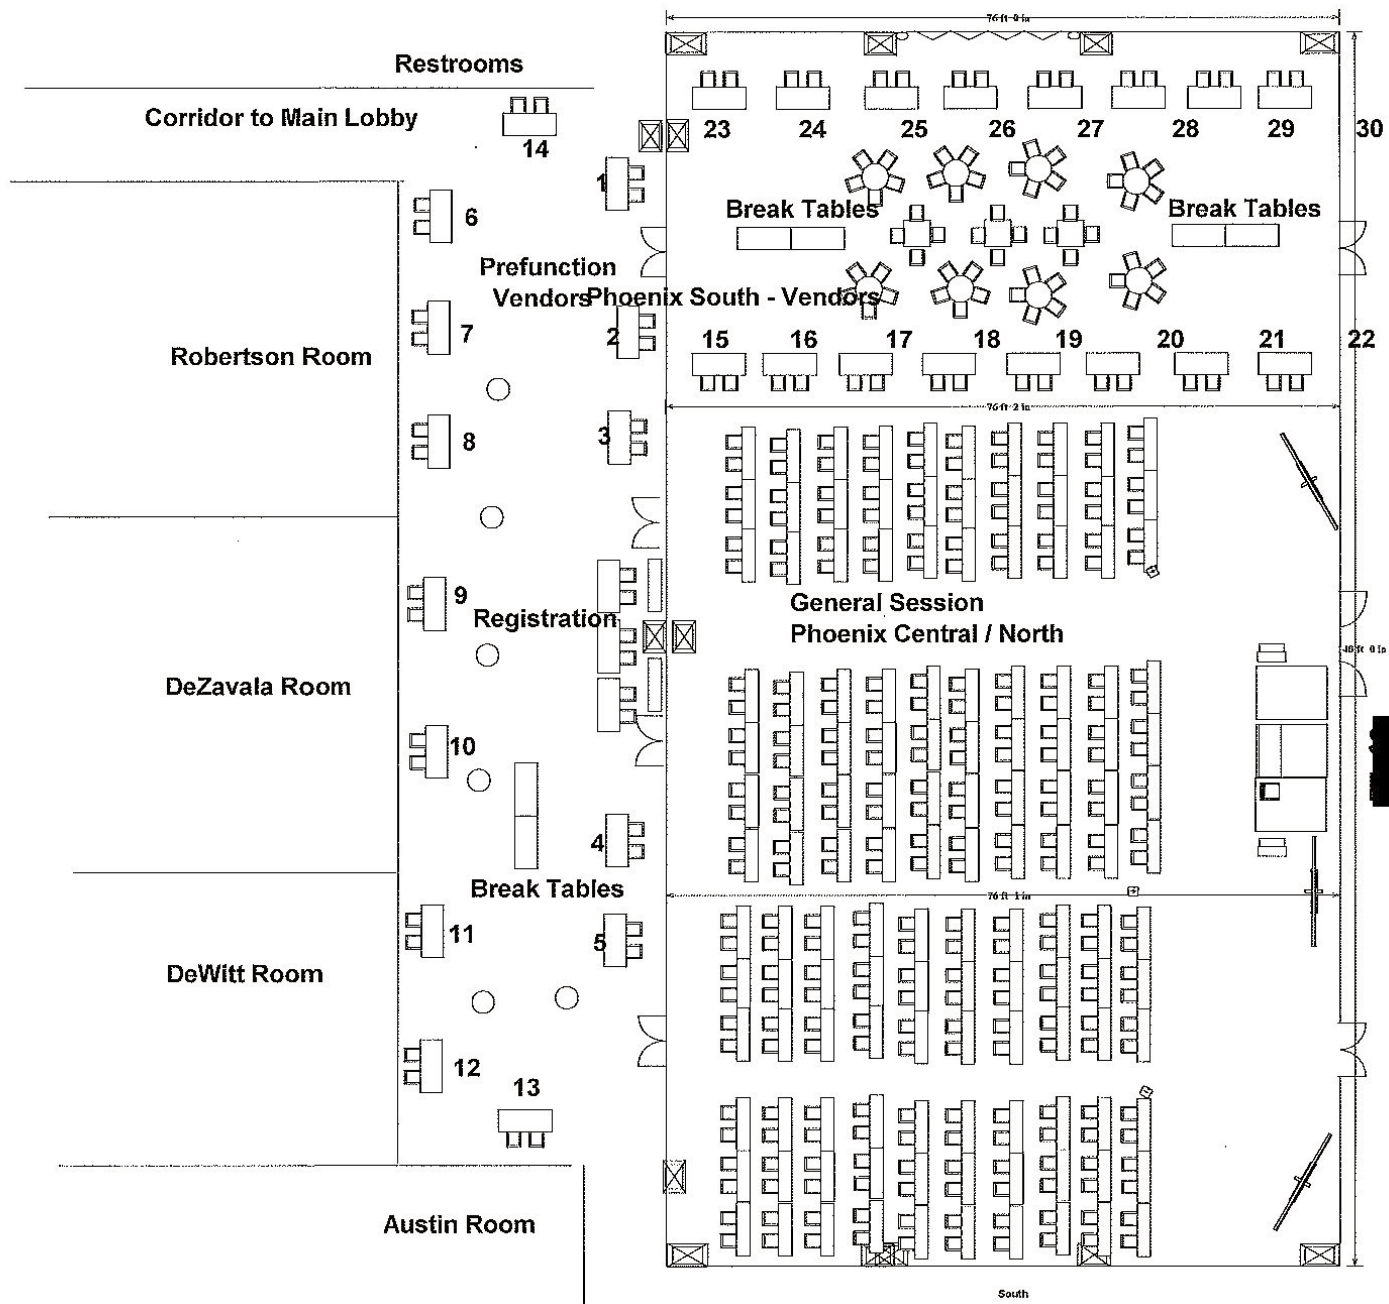 76 ft 0 in
Restrooms
Corridor to Main Lobby
14
23 24 25 26 27 28 29 30
1
6
Break Tables
Break Tables
Prefunction
Vendors
Phoenix South - Vendors
7
2
15 16 17 18 19 20 21 22
Robertson Room
76 ft 2 in
8
3
9
General Session
Registration
Phoenix Central / North
DeZavala Room
10
4
Break Tables
76 ft 1 in
11
5
DeWitt Room
12
13
Austin Room
South